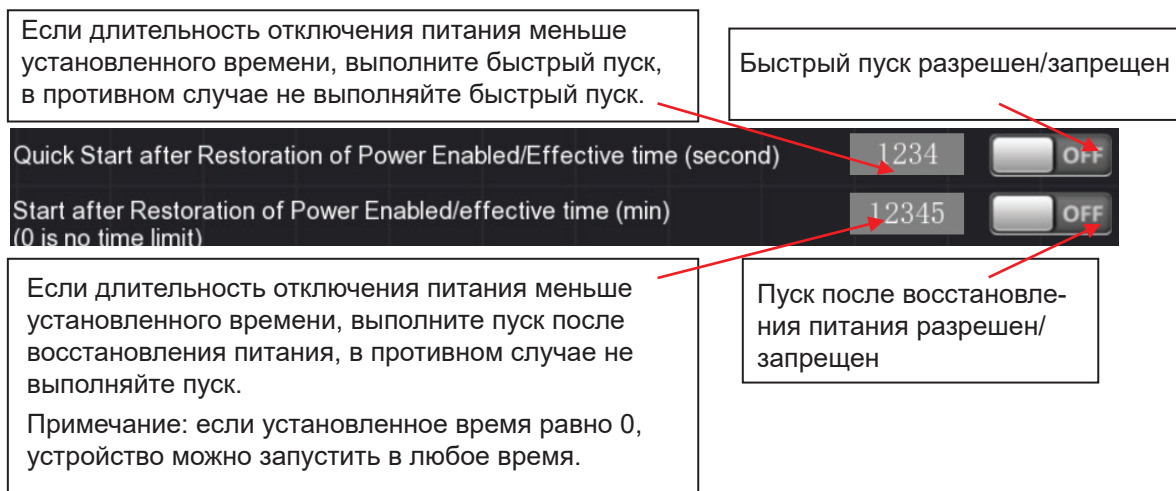 Если длительность отключения питания меньше
установленного времени, выполните быстрый пуск,
в противном случае не выполняйте быстрый пуск.
Быстрый пуск разрешен/запрещен
Quick Start after Restoration of Power Enabled/Effective time (second)
1234
OFF
Start after Restoration of Power Enabled/effective time (min)
(0 is no time limit)
12345
OFF
Если длительность отключения питания меньше
установленного времени, выполните пуск после
восстановления питания, в противном случае не
выполняйте пуск.
Примечание: если установленное время равно 0,
устройство можно запустить в любое время.
Пуск после восстановле-
ния питания разрешен/
запрещен